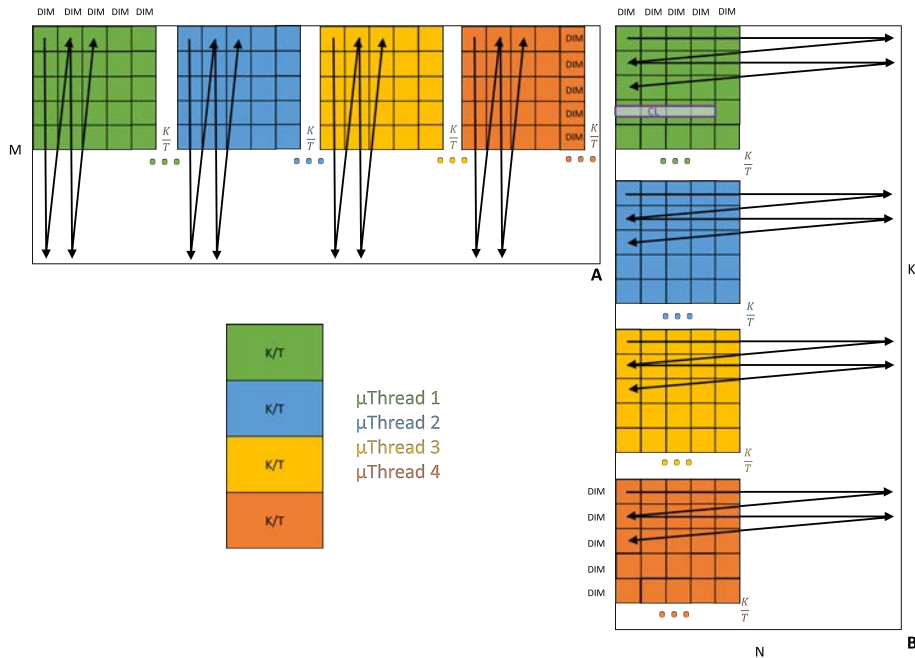 DIM DIM DIM DIM DIM
DIM DIM DIM DIM DIM
DIM
DIM
DIM
DIM
DIM
CL
M
K/T
K/T
K/T
K/T
K/T
A
K/T
K
K/T
K/T
µThread 1
µThread 2
µThread 3
µThread 4
K/T
K/T
K/T
DIM
DIM
DIM
DIM
DIM
K/T
B
N